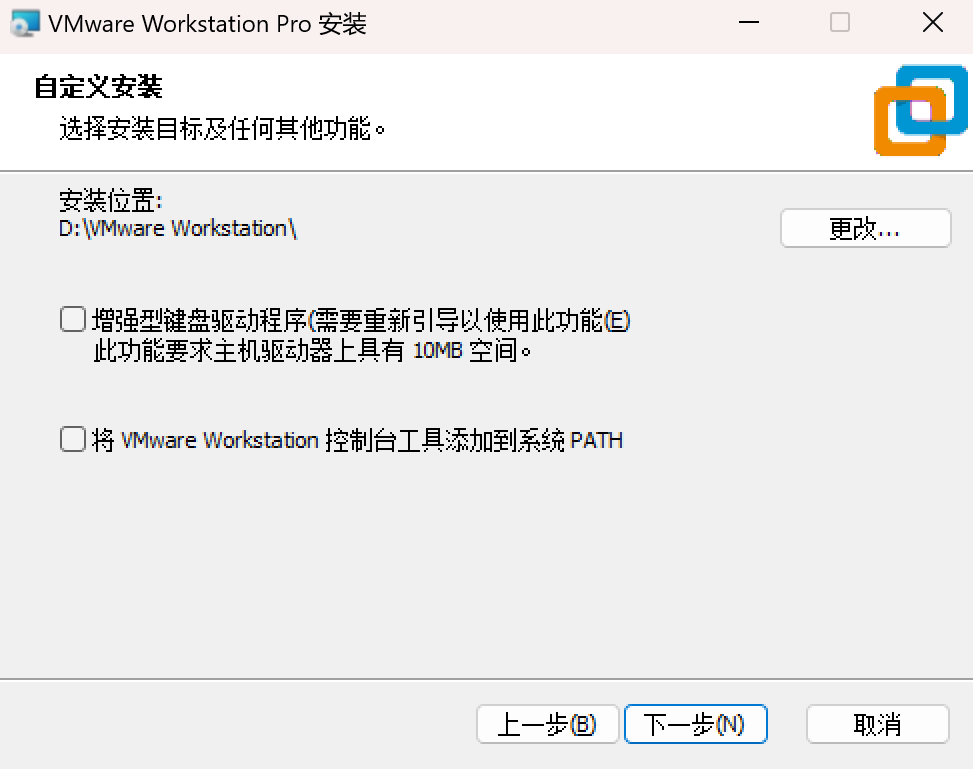 VMware Workstation Pro 安装
自定义安装
选择安装目标及任何其他功能。
安装位置:
D:\VMware Workstation\
更改...
增强型键盘驱动程序(需要重新引导以使用此功能(E)
此功能要求主机驱动器上具有 10MB 空间。
将 VMware Workstation 控制台工具添加到系统 PATH
上一步(B) 下一步(N) 取消